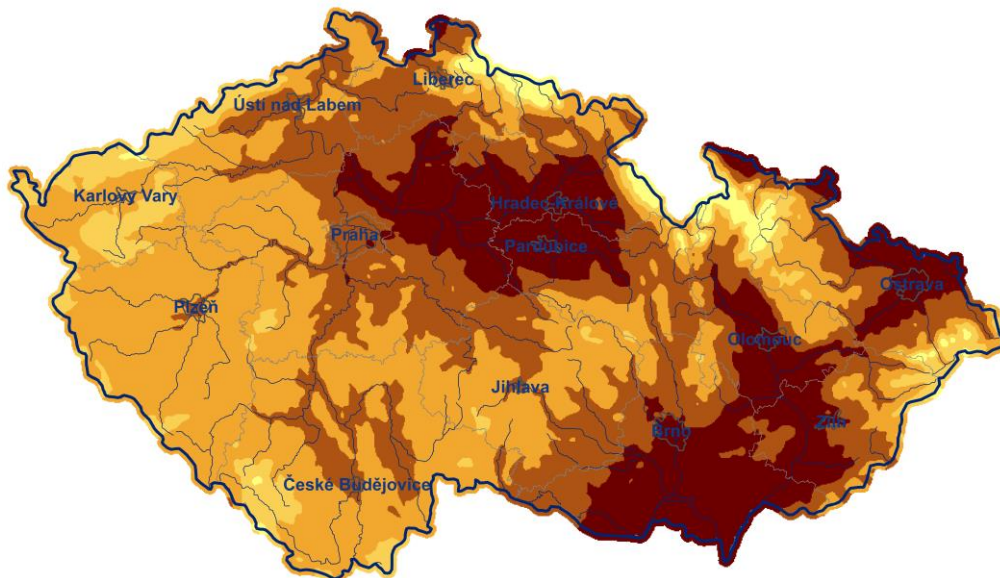 Liberec
Ústí nad Labem
Karlovy Vary
Hradec Králové
Praha
Pardubice
Ostrava
Plzeň
Olomouc
Jihlava
Zlín
Brno
České Budějovice